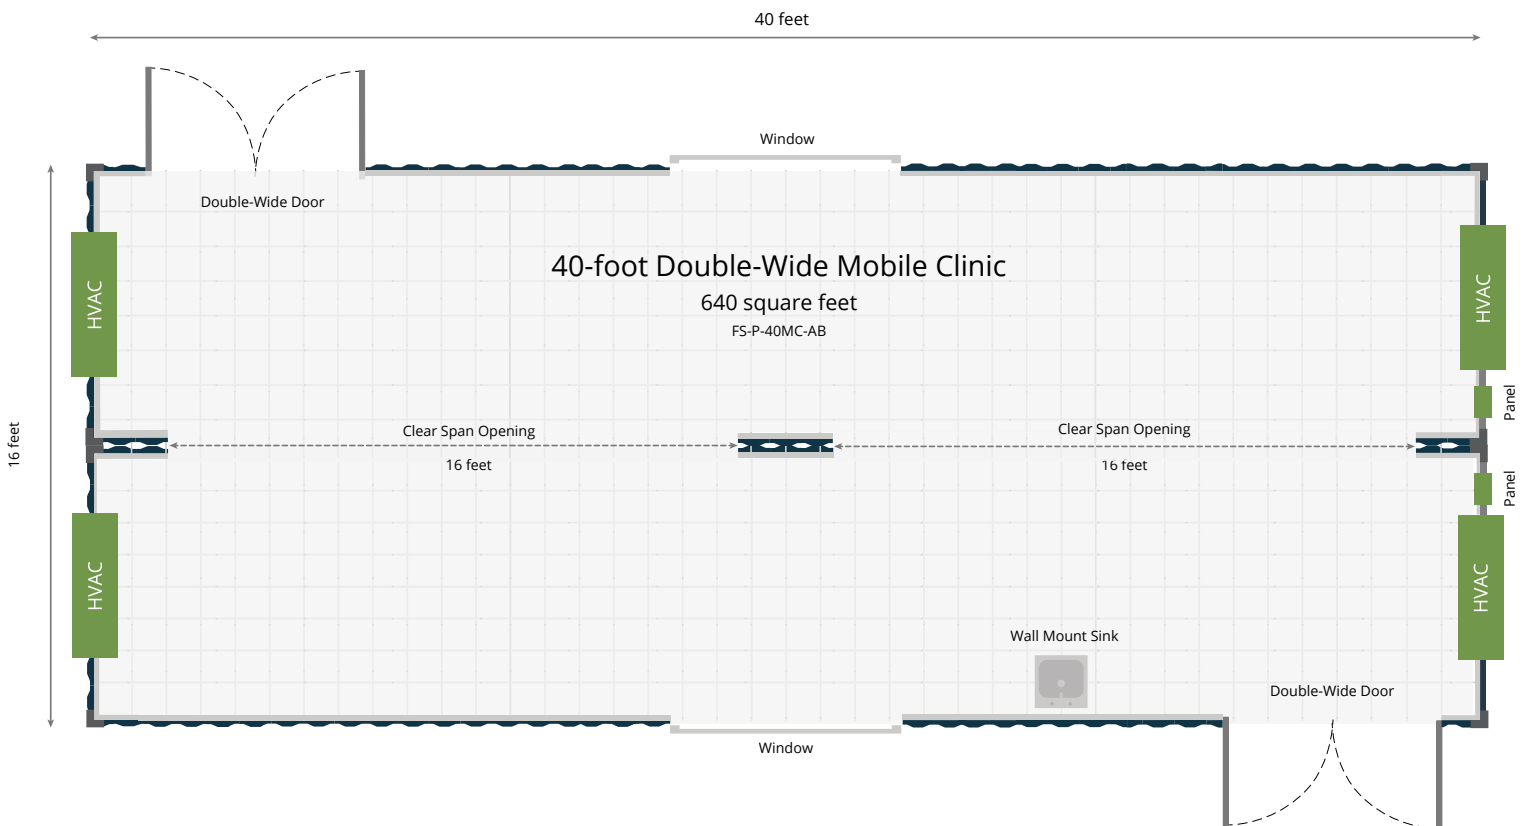 40 feet
Window
Double-Wide Door
40-foot Double-Wide Mobile Clinic
640 square feet
FS-P-40MC-AB
HVAC
HVAC
Panel
16 feet
Clear Span Opening
16 feet
Clear Span Opening
16 feet
Panel
HVAC
HVAC
Wall Mount Sink
Double-Wide Door
Window